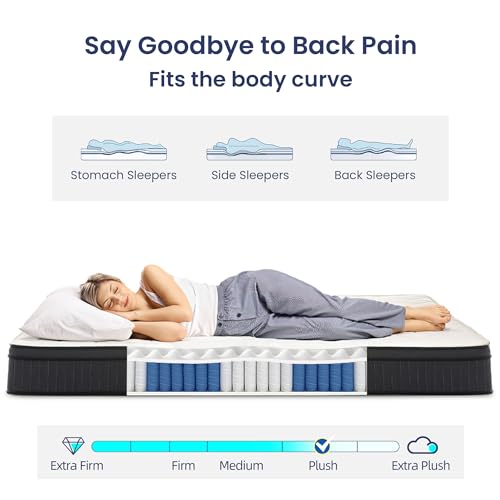 Say Goodbye to Back Pain
Fits the body curve
Stomach Sleepers Side Sleepers Back Sleepers
Extra Firm Firm Medium Plush Extra Plush